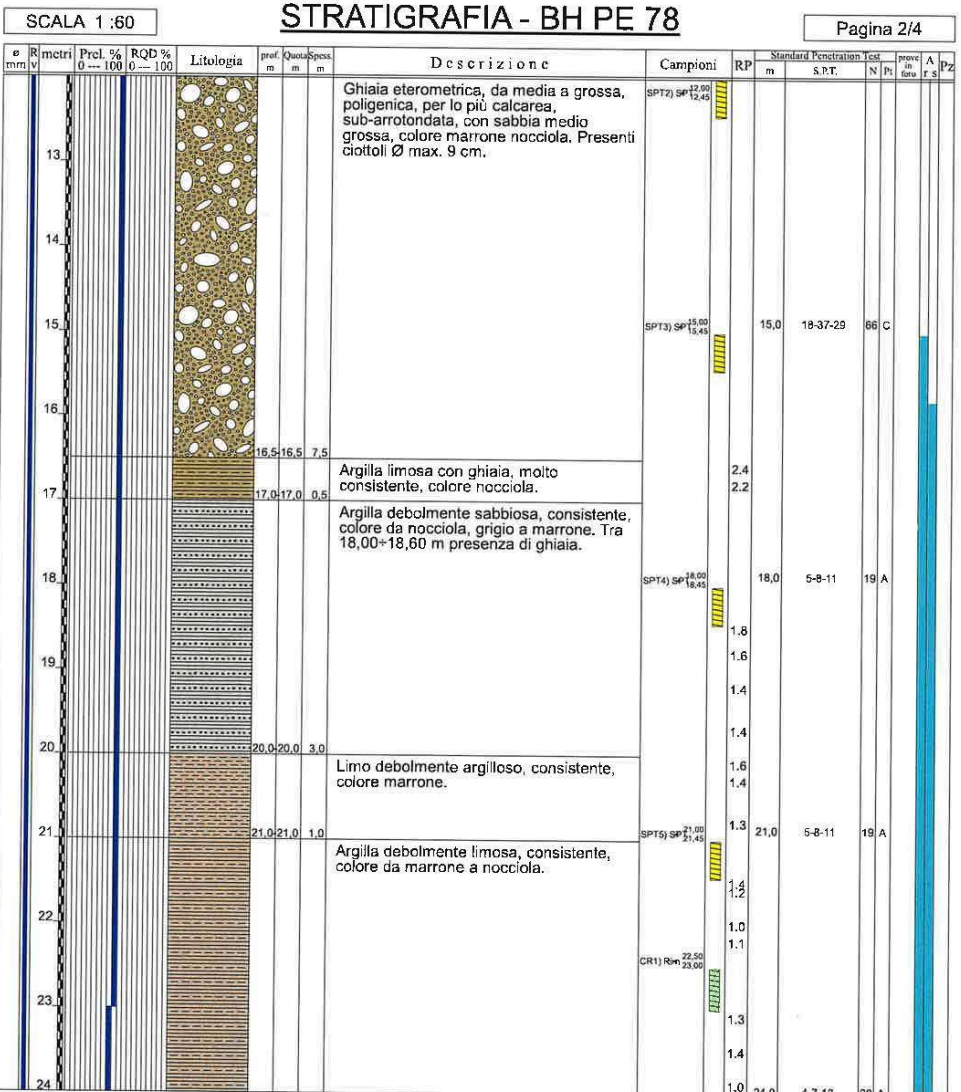 SCALA 1 :60
STRATIGRAFIA - BH PE 78
Pagina 2/4
ø mm
R v
metri
Prel. % 0 --- 100
RQD % 0 --- 100
Litologia
prof. m
Quota m
Spess. m
Descrizione
Campioni
RP
Standard Penetration Test
m
S.P.T.
N
Pt
prove in foro
A r s
Pz
Ghiaia eterometrica, da media a grossa,
poligenica, per lo più calcarea,
sub-arrotondata, con sabbia medio
grossa, colore marrone nocciola. Presenti
ciottoli Ø max. 9 cm.
SPT2) SP 12,00 12,45
13
14
15
SPT3) SP 15,00 15,45
15,0 18-37-29 66 C
16
16,5 -16,5 7,5
Argilla limosa con ghiaia, molto
consistente, colore nocciola.
2.4
2.2
17
17,0 -17,0 0,5
Argilla debolmente sabbiosa, consistente,
colore da nocciola, grigio a marrone. Tra
18,00÷18,60 m presenza di ghiaia.
18
SPT4) SP 18,00 18,45
18,0 5-8-11 19 A
1.8
1.6
19
1.4
1.4
20
20,0 -20,0 3,0
Limo debolmente argilloso, consistente,
colore marrone.
1.6
1.4
1.3
21
21,0 -21,0 1,0
SPT5) SP 21,00 21,45
21,0 5-8-11 19 A
Argilla debolmente limosa, consistente,
colore da marrone a nocciola.
1.4
1.2
22
1.0
1.1
CR1) Rim 22,50 23,00
23
1.3
1.4
24
1.0